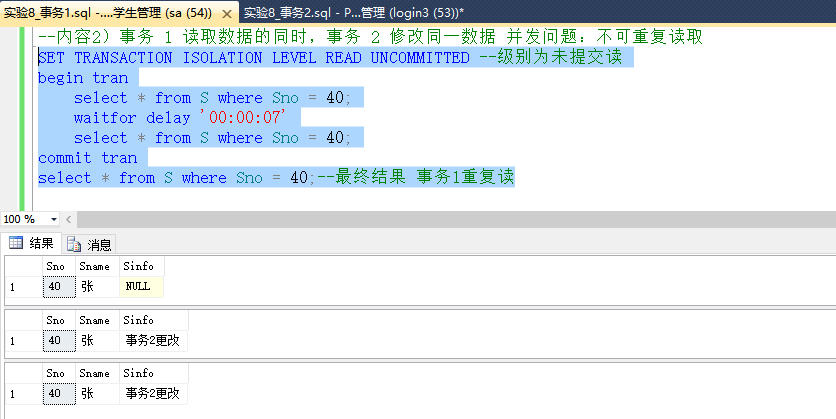 实验8_事务1.sql -....学生管理 (sa (54)) × 实验8_事务2.sql - P...管理 (login3 (53))*
--内容2）事务 1 读取数据的同时，事务 2 修改同一数据 并发问题：不可重复读取
SET TRANSACTION ISOLATION LEVEL READ UNCOMMITTED --级别为未提交读
begin tran
select * from S where Sno = 40;
waitfor delay '00:00:07'
select * from S where Sno = 40;
commit tran
select * from S where Sno = 40;--最终结果 事务1重复读
100 %
结果 消息
Sno Sname Sinfo
1 40 张 NULL
Sno Sname Sinfo
1 40 张 事务2更改
Sno Sname Sinfo
1 40 张 事务2更改